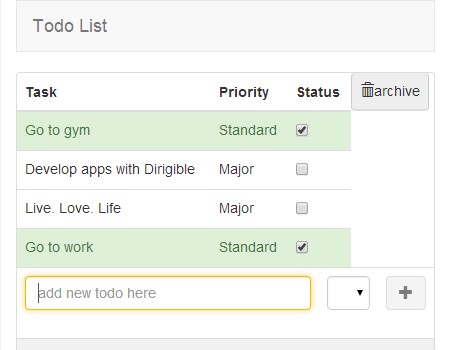 Todo List
Task Priority Status archive
Go to gym Standard
Develop apps with Dirigible Major
Live. Love. Life Major
Go to work Standard
add new todo here